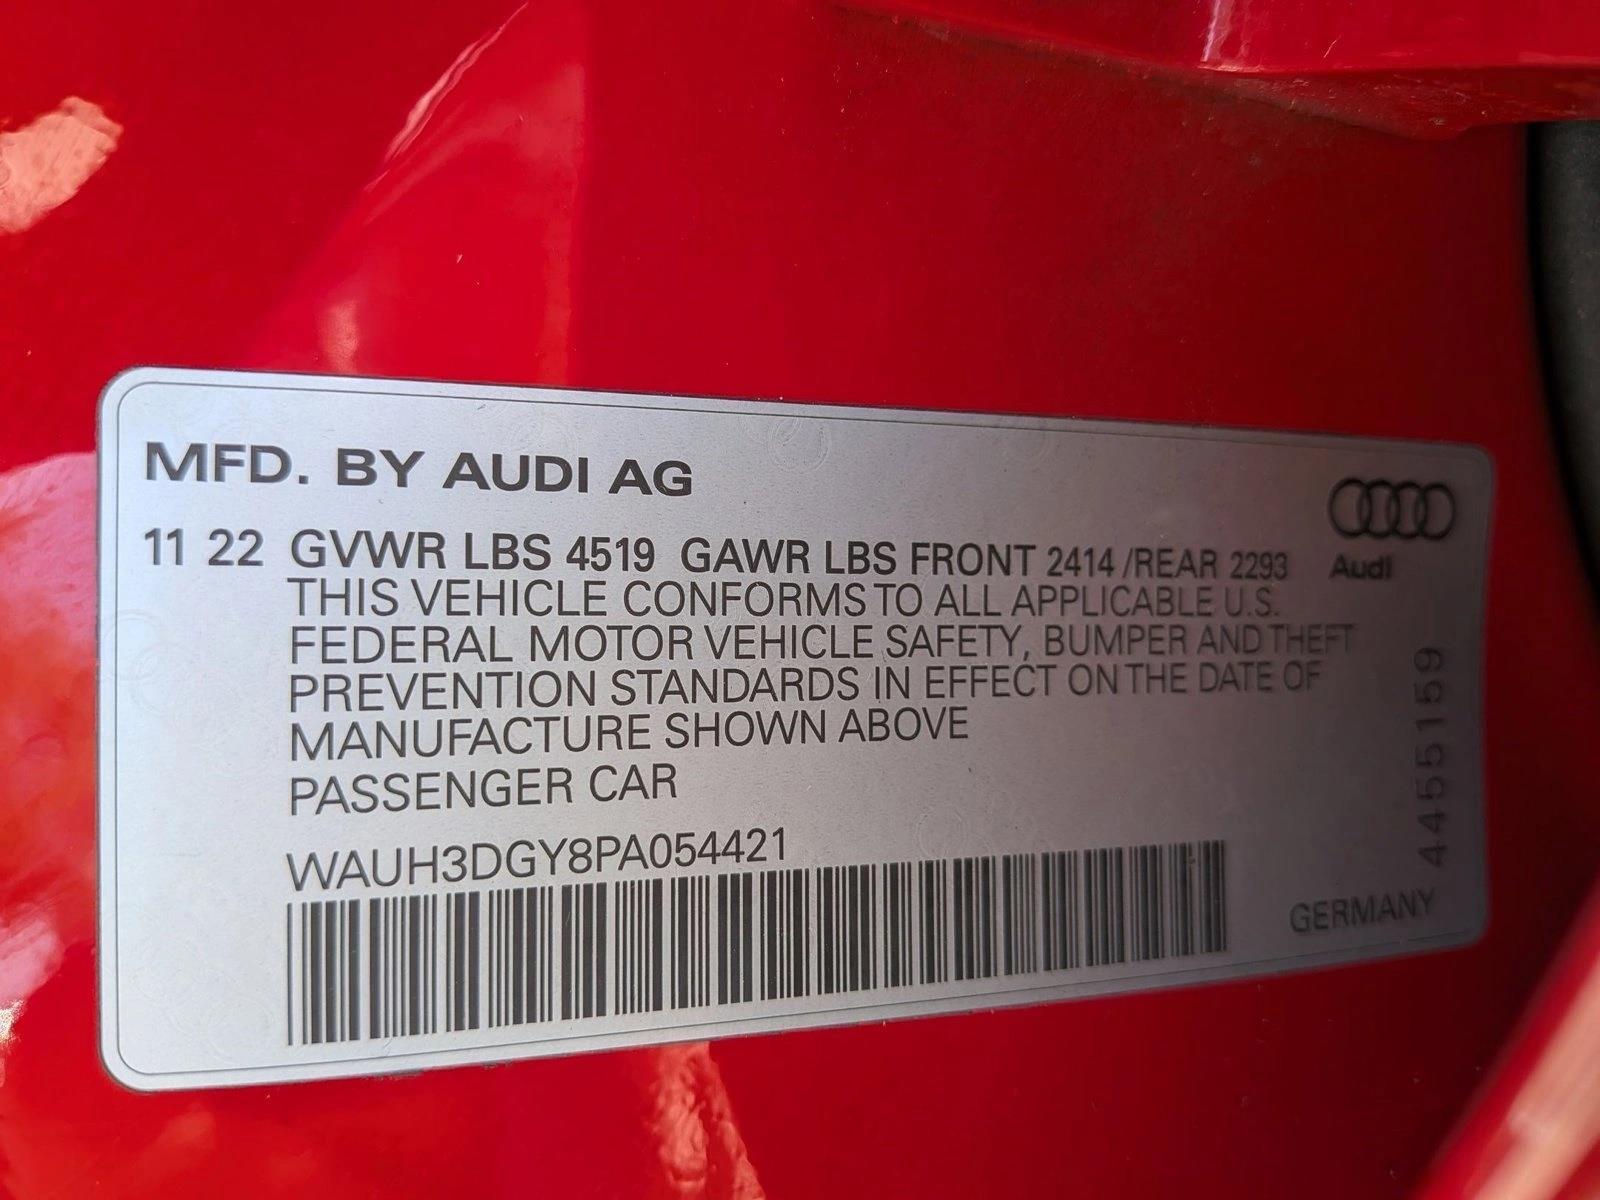 MFD. BY AUDI AG
11 22 GVWR LBS 4519 GAWR LBS FRONT 2414 /REAR 2293
Audi
THIS VEHICLE CONFORMS TO ALL APPLICABLE U.S.
FEDERAL MOTOR VEHICLE SAFETY, BUMPER AND THEFT
PREVENTION STANDARDS IN EFFECT ON THE DATE OF
MANUFACTURE SHOWN ABOVE
PASSENGER CAR
WAUH3DGY8PA054421
4455159
GERMANY